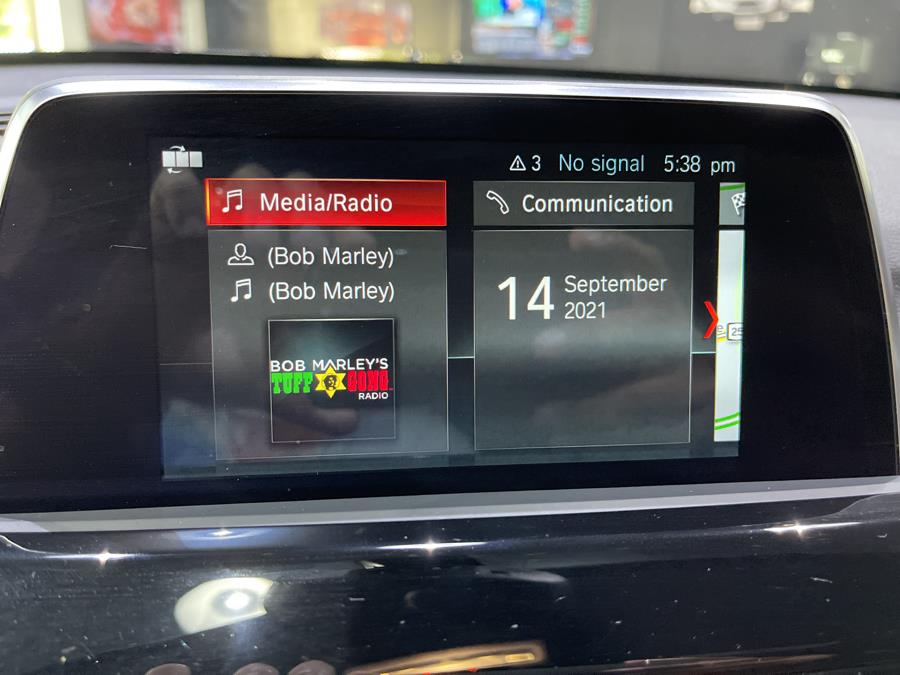 3 No signal 5:38 pm
Media/Radio
Communication
(Bob Marley)
(Bob Marley)
14 September
2021
BOB MARLEY'S
TUFF GONG
RADIO
25